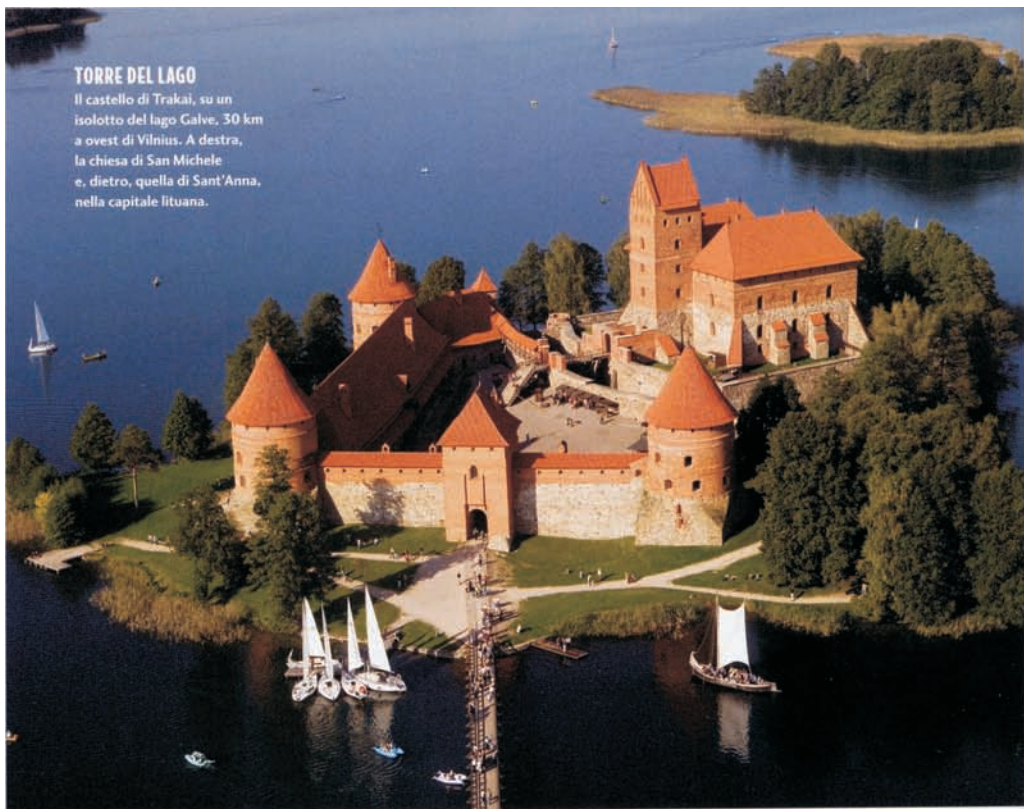 TORRE DEL LAGO
Il castello di Trakai, su un
isolotto del lago Galve, 30 km
a ovest di Vilnius. A destra,
la chiesa di San Michele
e, dietro, quella di Sant'Anna,
nella capitale lituana.